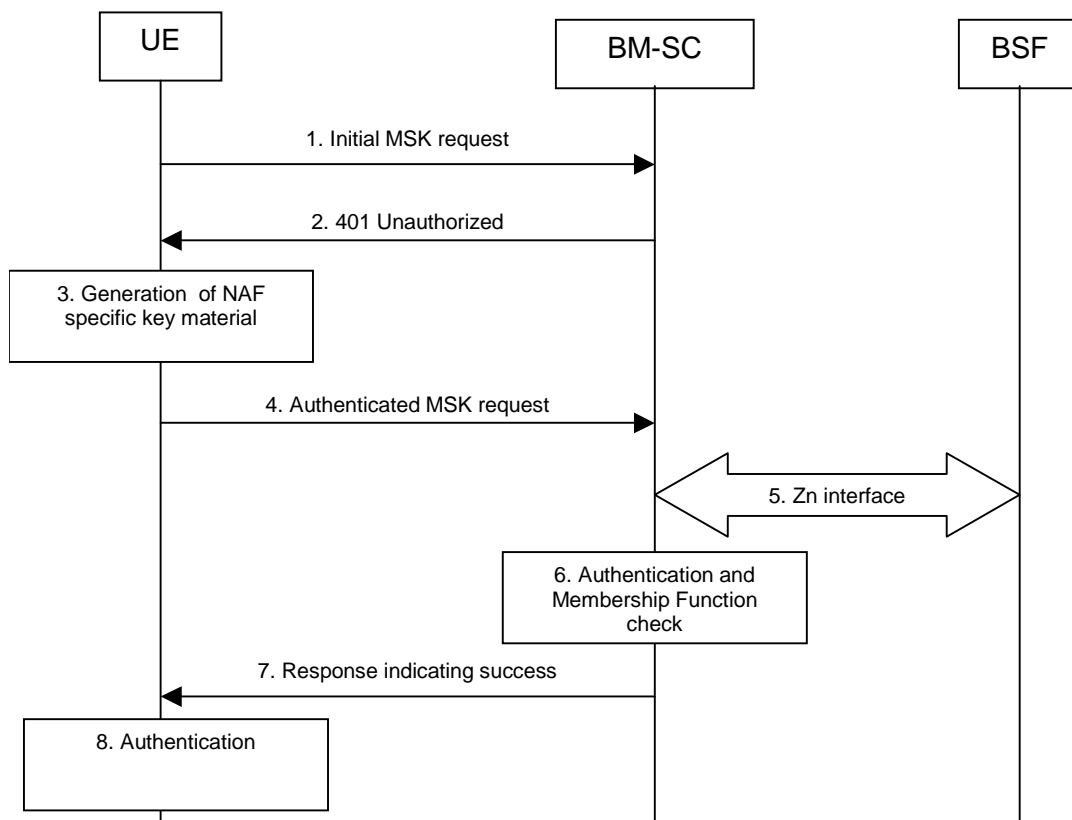 UE
BM-SC
BSF
1. Initial MSK request
2. 401 Unauthorized
3. Generation of NAF
specific key material
4. Authenticated MSK request
5. Zn interface
6. Authentication and
Membership Function
check
7. Response indicating success
8. Authentication